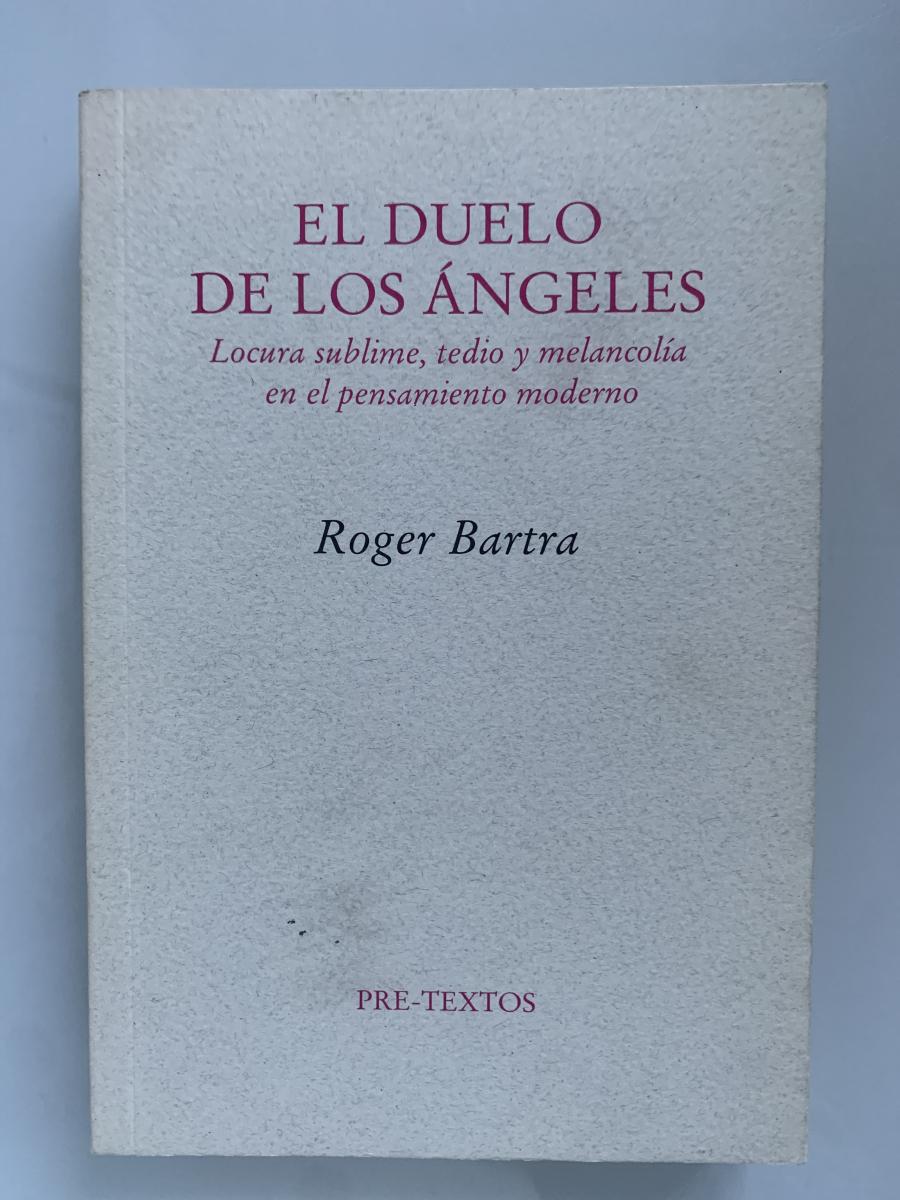 EL DUELO
DE LOS ÁNGELES
Locura sublime, tedio y melancolía
en el pensamiento moderno
Roger Bartra
PRE-TEXTOS